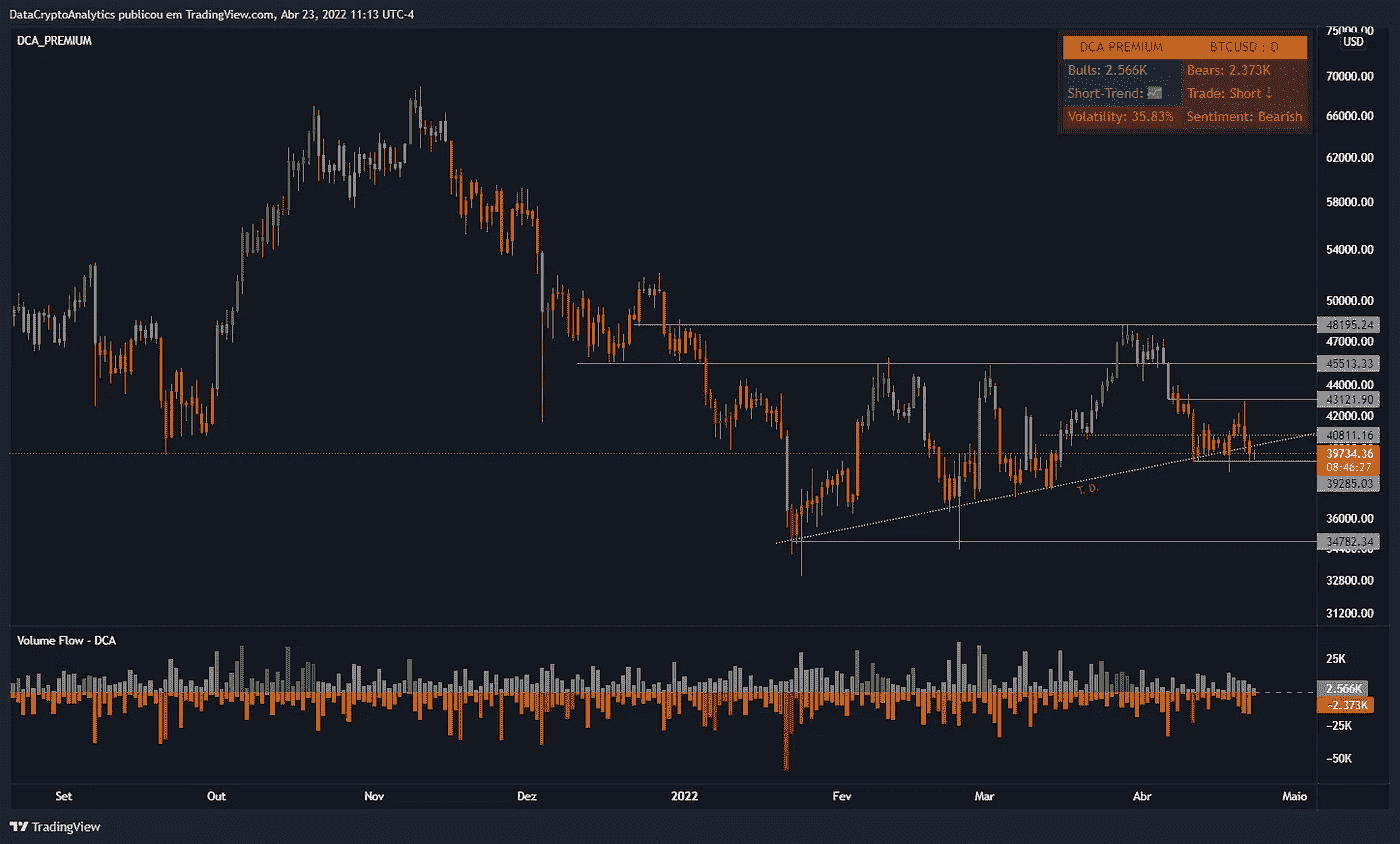 DataCryptoAnalytics publicou em TradingView.com, Abr 23, 2022 11:13 UTC-4
DCA_PREMIUM
DCA PREMIUM BTCUSD : D
Bulls: 2.566K Bears: 2.373K
Short-Trend: Trade: Short ↓
Volatility: 35.83% Sentiment: Bearish
75000.00
USD
70000.00
66000.00
62000.00
58000.00
54000.00
50000.00
48195.24
47000.00
45513.33
44000.00
43121.90
42000.00
40811.16
39734.36
08:46:27
39285.03
36000.00
34782.34
32800.00
31200.00
T. D.
Volume Flow - DCA
25K
2.566K
−2.373K
−25K
−50K
Set Out Nov Dez 2022 Fev Mar Abr Maio
TradingView